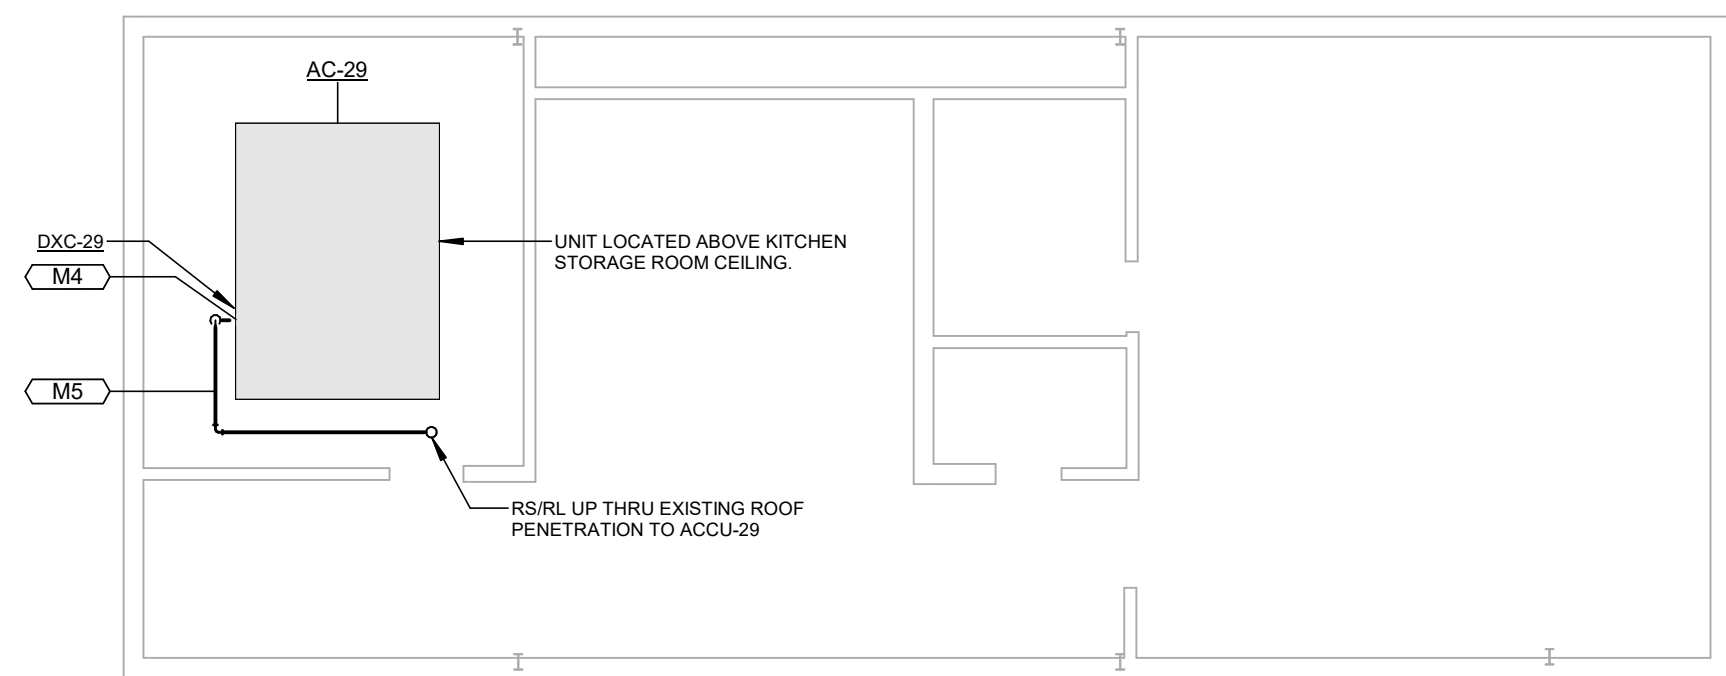 AC-29
DXC-29
M4
UNIT LOCATED ABOVE KITCHEN
STORAGE ROOM CEILING.
M5
RS/RL UP THRU EXISTING ROOF
PENETRATION TO ACCU-29